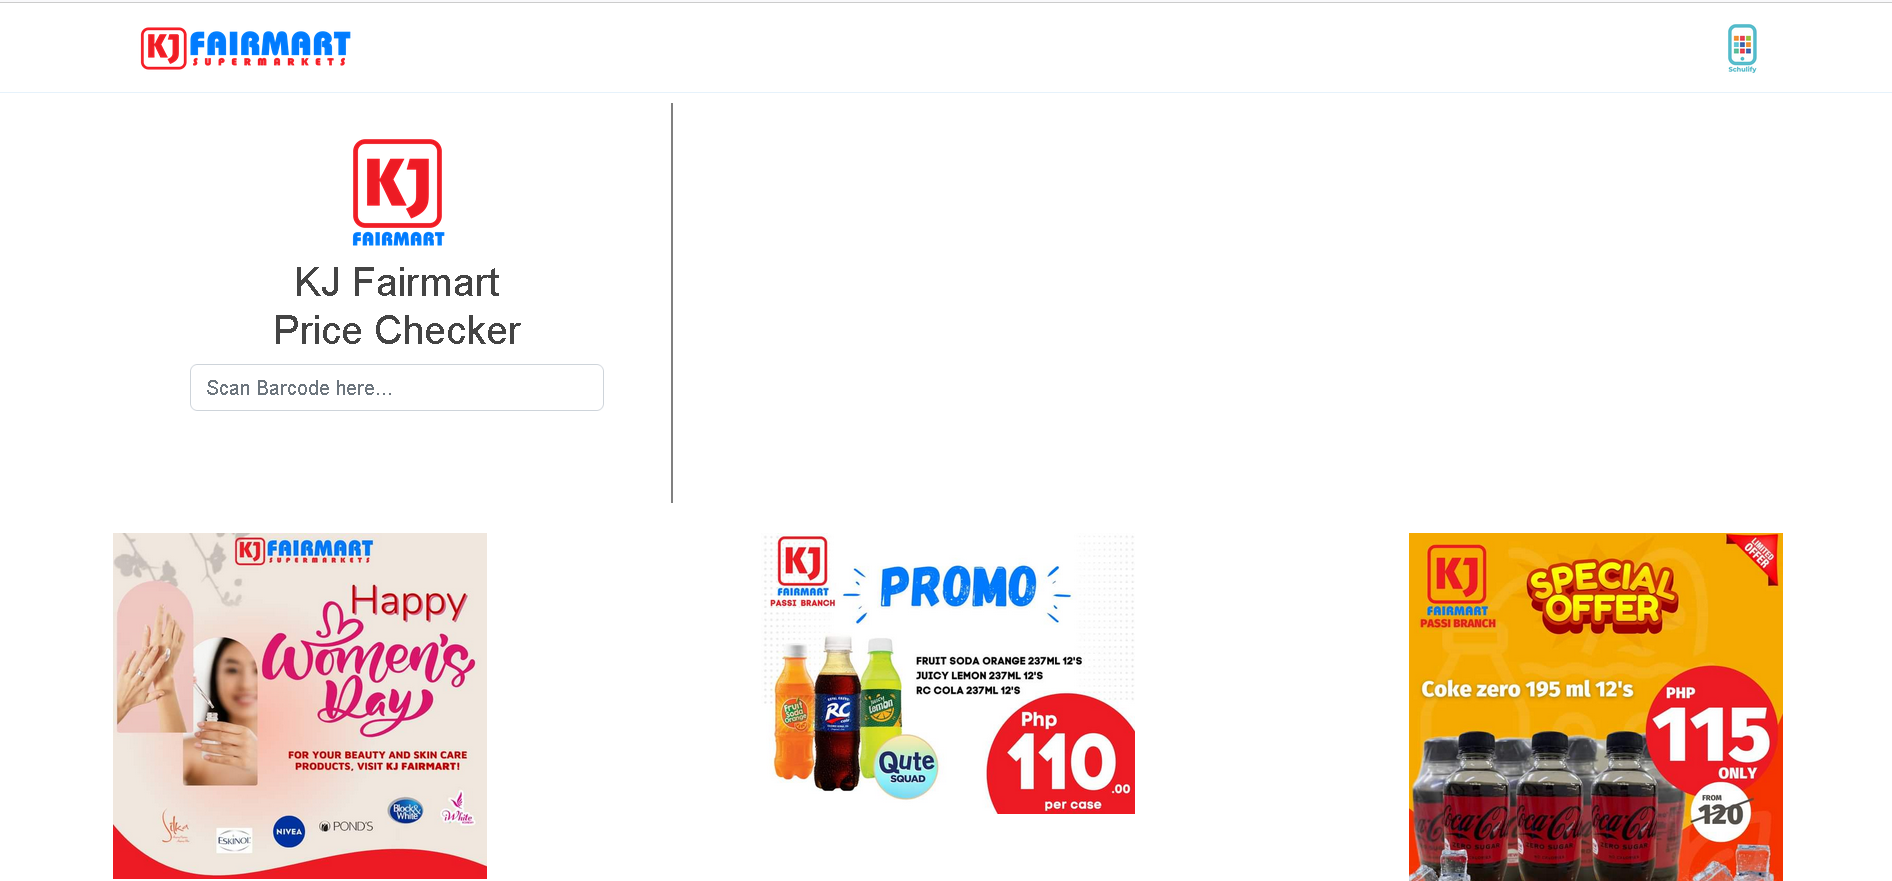 KJ FAIRMART
SUPERMARKETS
Schulify
KJ
FAIRMART
KJ Fairmart
Price Checker
Scan Barcode here...
KJ FAIRMART
SUPERMARKETS
Happy
Women's
Day
FOR YOUR BEAUTY AND SKIN CARE
PRODUCTS, VISIT KJ FAIRMART!
Silka
ESKINOL
NIVEA
POND'S
Block&
White
iWhite
KJ
FAIRMART
PASSI BRANCH
PROMO
FRUIT SODA ORANGE 237ML 12'S
JUICY LEMON 237ML 12'S
RC COLA 237ML 12'S
Fruit
Soda
Orange
RC
cola
Juicy
Lemon
Qute
SQUAD
Php
110.00
per case
LIMITED
OFFER
KJ
FAIRMART
PASSI BRANCH
SPECIAL
OFFER
Coke zero 195 ml 12's
PHP
115
ONLY
FROM
120
Coca-Cola
ZERO SUGAR
Coca-Cola
ZERO SUGAR
Coca-Cola
ZERO SUGAR